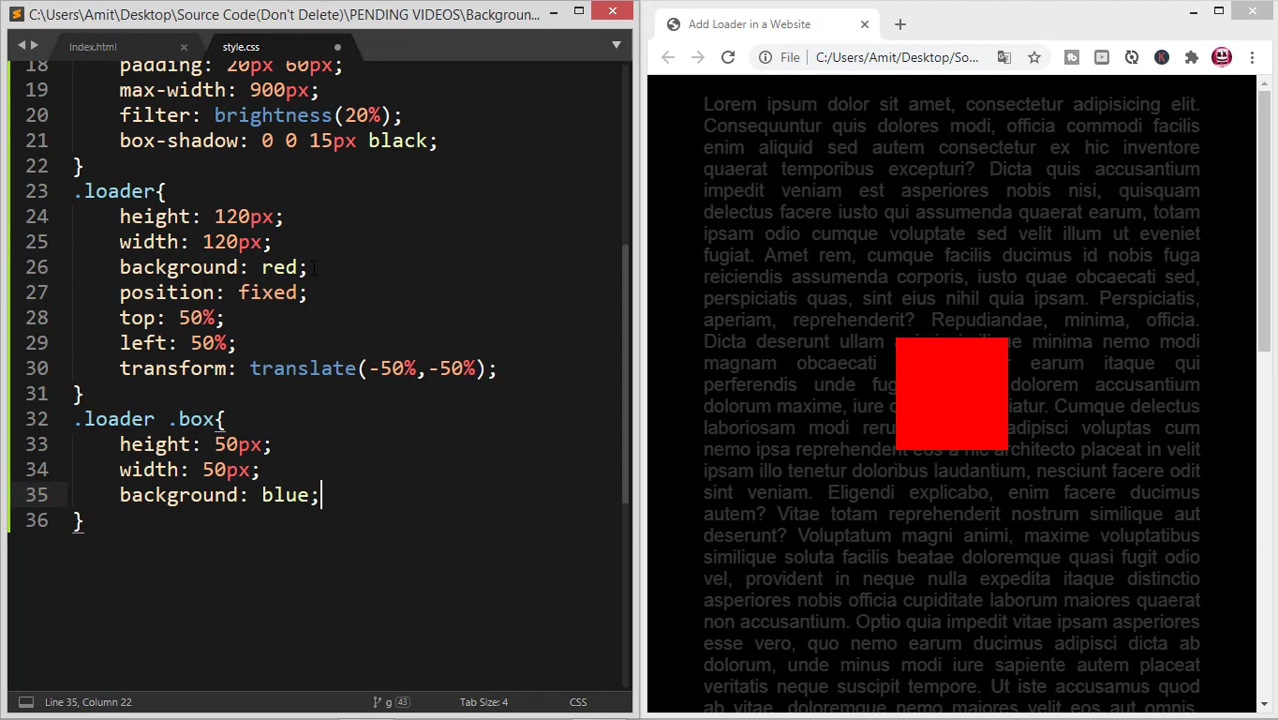 C:\Users\Amit\Desktop\Source Code(Don't Delete)\PENDING VIDEOS\Backgroun...
Index.html
style.css
18 padding: 20px 60px;
19 max-width: 900px;
20 filter: brightness(20%);
21 box-shadow: 0 0 15px black;
22 }
23 .loader{
24 height: 120px;
25 width: 120px;
26 background: red;
27 position: fixed;
28 top: 50%;
29 left: 50%;
30 transform: translate(-50%,-50%);
31 }
32 .loader .box{
33 height: 50px;
34 width: 50px;
35 background: blue;
36 }
Line 35, Column 22
g 43
Tab Size: 4
CSS
Add Loader in a Website
File C:/Users/Amit/Desktop/So...
Lorem ipsum dolor sit amet, consectetur adipisicing elit.
Consequuntur quis dolores modi, officia commodi facilis
enim aliquid sed autem consectetur ex hic inventore
quaerat temporibus excepturi? Dicta quis accusantium
impedit veniam est asperiores nobis nisi, quisquam
delectus facere iusto qui assumenda quaerat earum, totam
ipsum odio cumque voluptate sed velit illum ut eveniet
fugiat. Amet rem, cumque facilis ducimus id nobis fuga
reiciendis assumenda corporis, iusto quae obcaecati sed,
perspiciatis quas, sint eius nihil quia ipsam. Perspiciatis,
aperiam, reprehenderit? Repudiandae, minima, officia.
Dicta deserunt ullam minima nemo modi
magnam obcaecati earum itaque qui
perferendis unde dolorem accusantium
dolorum maxime, iure Cumque delectus
laboriosam modi adipisci voluptas cum
nemo ipsa architecto placeat in velit
ipsam illo tenetur doloribus laudantium, nesciunt facere odit
sint veniam. Eligendi explicabo, enim facere ducimus
autem? Vitae totam reprehenderit nostrum similique aut
deserunt? Voluptatum magni animi, maxime voluptatibus
similique soluta facilis beatae doloremque quasi fugit odio
vel, provident in neque nulla expedita itaque distinctio
asperiores nobis officia cupiditate laborum maiores quaerat
non accusantium. Optio quia impedit vitae ipsam asperiores
esse vero, quo nemo earum ducimus adipisci dicta ab
dolorum, unde minus modi iure sapiente autem placeat
veritatis neque suscipit tempore. Ut iste accusamus quod